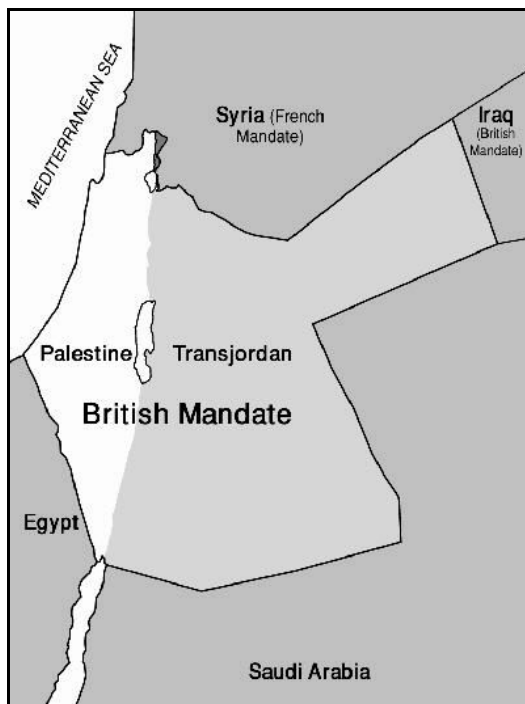 MEDITERRANEAN SEA
Syria (French
Mandate)
Iraq
(British
Mandate)
Palestine
Transjordan
British Mandate
Egypt
Saudi Arabia